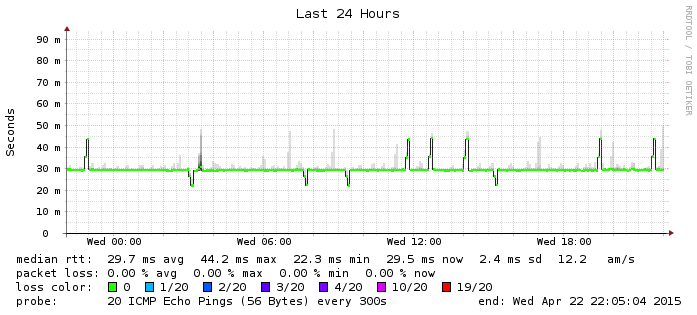 Last 24 Hours
RRDTOOL / TOBI OETIKER
Seconds
90 m
80 m
70 m
60 m
50 m
40 m
30 m
20 m
10 m
0
Wed 00:00 Wed 06:00 Wed 12:00 Wed 18:00
median rtt: 29.7 ms avg 44.2 ms max 22.3 ms min 29.5 ms now 2.4 ms sd 12.2 am/s
packet loss: 0.00 % avg 0.00 % max 0.00 % min 0.00 % now
loss color: 0 1/20 2/20 3/20 4/20 10/20 19/20
probe: 20 ICMP Echo Pings (56 Bytes) every 300s end: Wed Apr 22 22:05:04 2015